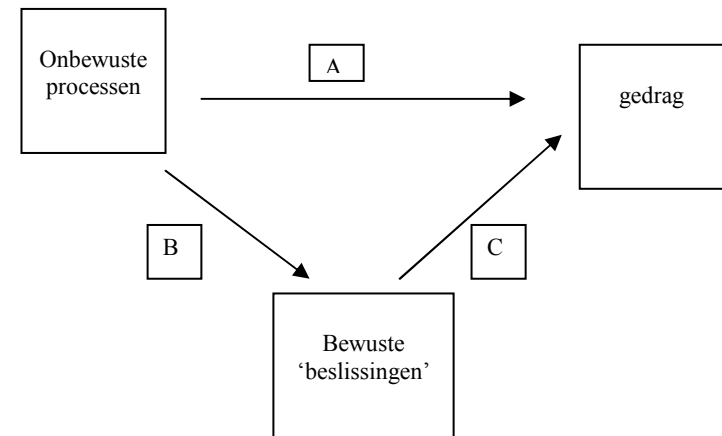 Onbewuste
processen
A
gedrag
B
C
Bewuste
‘beslissingen’